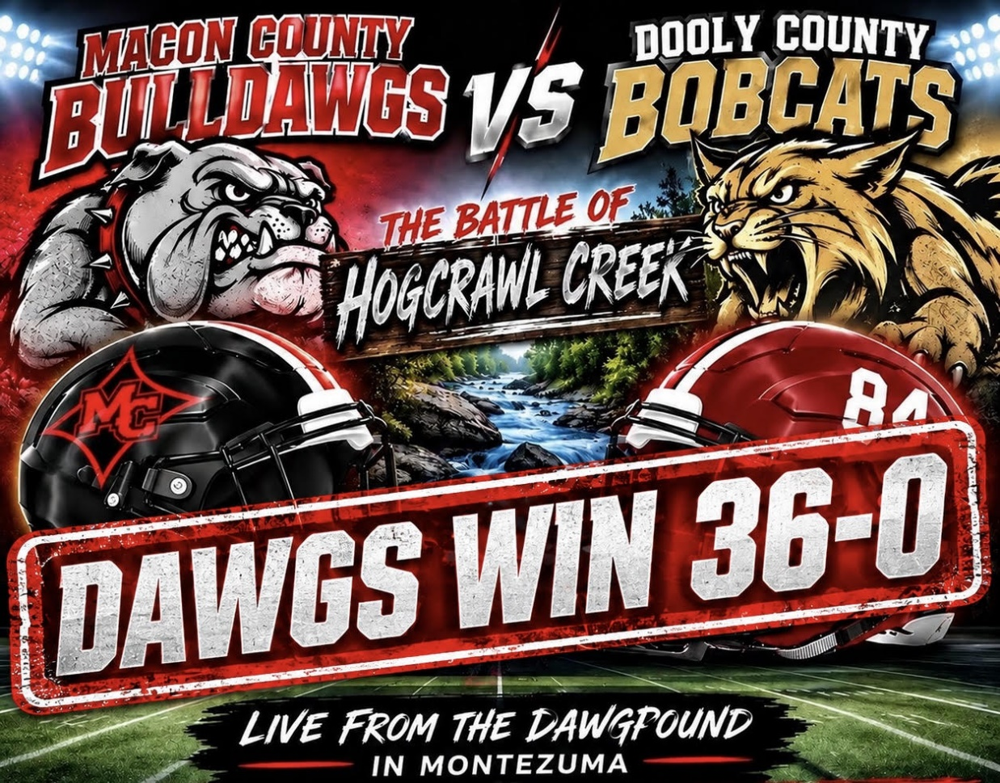 MACON COUNTY
BULLDAWGS
VS
DOOLY COUNTY
BOBCATS
THE BATTLE OF
HOGCRAWL CREEK
MC
84
DAWGS WIN 36-0
LIVE FROM THE DAWGPOUND
IN MONTEZUMA